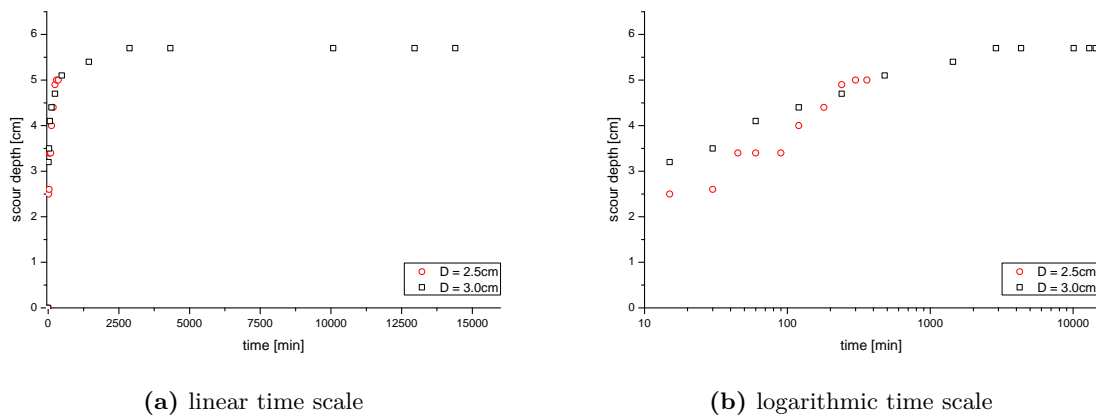 6
5
4
3
2
1
0
scour depth [cm]
0 2500 5000 7500 10000 12500 15000
time [min]
D = 2.5cm
D = 3.0cm
(a) linear time scale
6
5
4
3
2
1
0
scour depth [cm]
10 100 1000 10000
time [min]
D = 2.5cm
D = 3.0cm
(b) logarithmic time scale